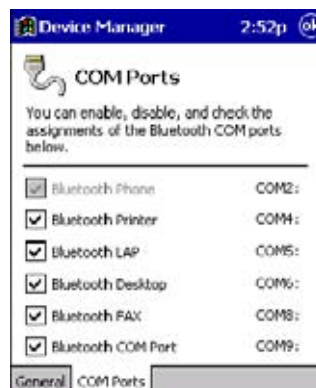 Device Manager 2:52p ok
COM Ports
You can enable, disable, and check the
assignments of the Bluetooth COM ports
below.
Bluetooth Phone COM2:
Bluetooth Printer COM4:
Bluetooth LAP COM5:
Bluetooth Desktop COM6:
Bluetooth FAX COM8:
Bluetooth COM Port COM9:
General COM Ports